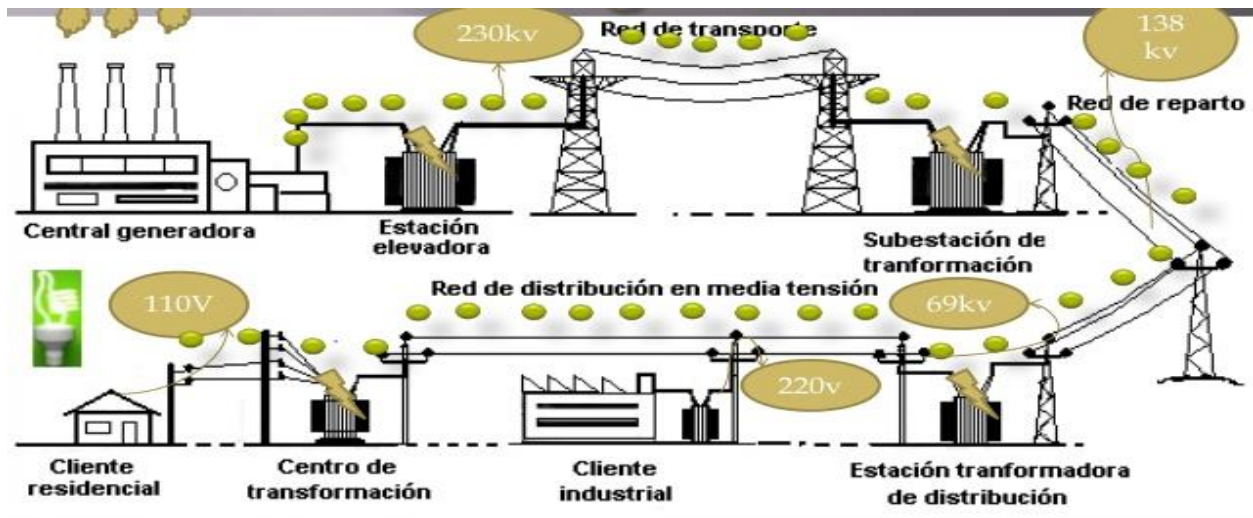 230kv
Red de transporte
138
kv
Red de reparto
Central generadora
Estación
elevadora
Subestación de
tranformación
110V
Red de distribución en media tensión
69kv
220v
Cliente
residencial
Centro de
transformación
Cliente
industrial
Estación tranformadora
de distribución